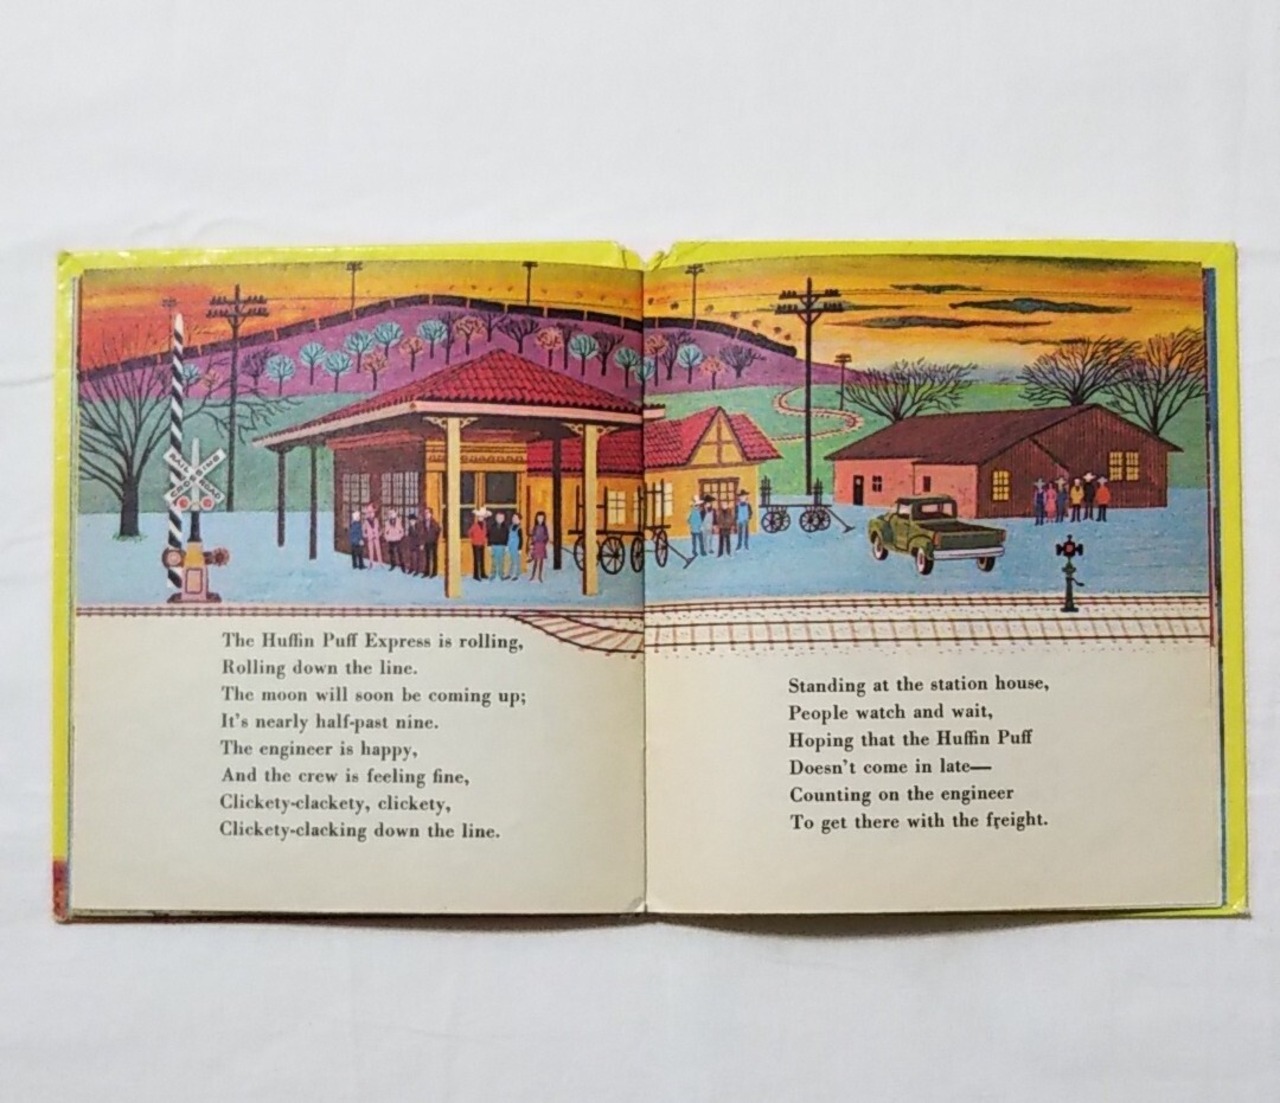 RAIL CROSSING
ROAD
The Huffin Puff Express is rolling,
Rolling down the line.
The moon will soon be coming up;
It's nearly half-past nine.
The engineer is happy,
And the crew is feeling fine,
Clickety-clackety, clickety,
Clickety-clacking down the line.
Standing at the station house,
People watch and wait,
Hoping that the Huffin Puff
Doesn't come in late—
Counting on the engineer
To get there with the freight.